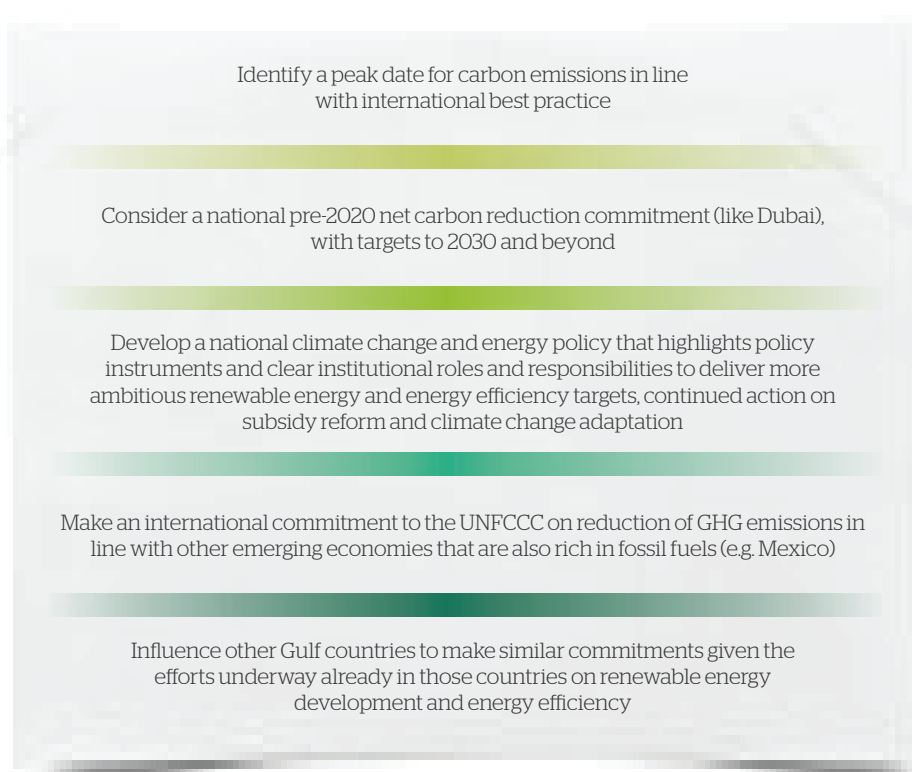 Identify a peak date for carbon emissions in line
with international best practice
Consider a national pre-2020 net carbon reduction commitment (like Dubai),
with targets to 2030 and beyond
Develop a national climate change and energy policy that highlights policy
instruments and clear institutional roles and responsibilities to deliver more
ambitious renewable energy and energy efficiency targets, continued action on
subsidy reform and climate change adaptation
Make an international commitment to the UNFCCC on reduction of GHG emissions in
line with other emerging economies that are also rich in fossil fuels (e.g. Mexico)
Influence other Gulf countries to make similar commitments given the
efforts underway already in those countries on renewable energy
development and energy efficiency